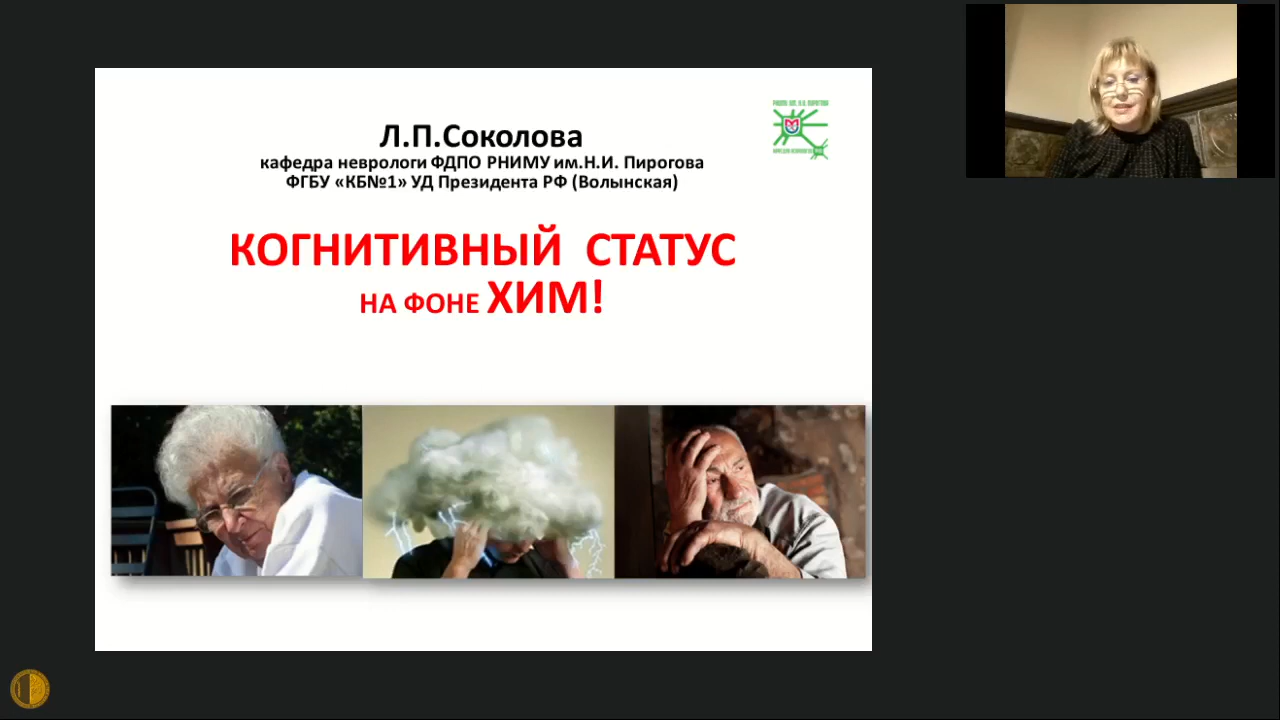 Л.П.Соколова
кафедра неврологи ФДПО РНИМУ им.Н.И. Пирогова
ФГБУ «КБ№1» УД Президента РФ (Волынская)
КОГНИТИВНЫЙ СТАТУС
НА ФОНЕ ХИМ!